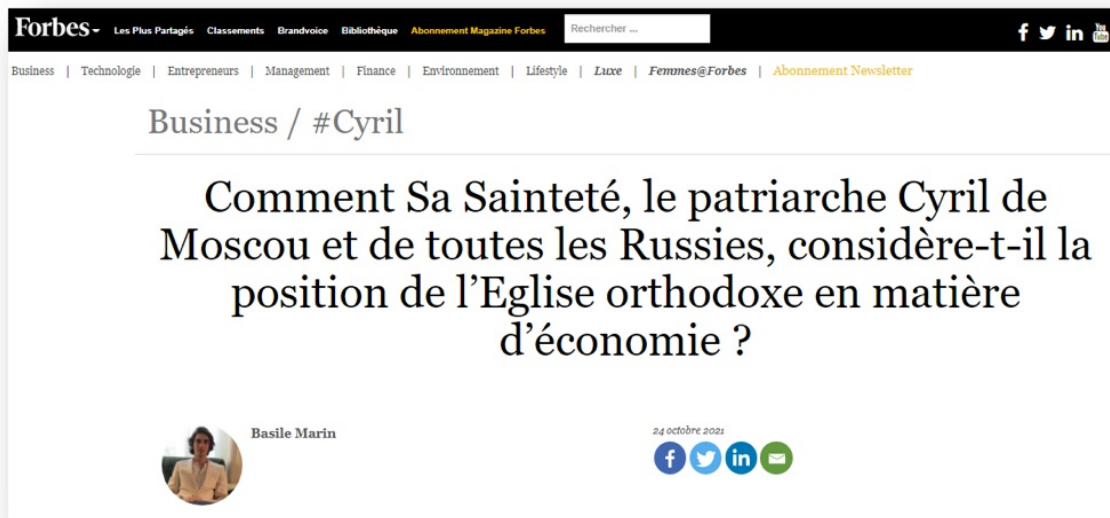 Forbes Les Plus Partagés Classements Brandvoice Bibliothèque Abonnement Magazine Forbes Rechercher ...
You Tube
Business | Technologie | Entrepreneurs | Management | Finance | Environnement | Lifestyle | Luxe | Femmes@Forbes | Abonnement Newsletter
Business / #Cyril
Comment Sa Sainteté, le patriarche Cyril de
Moscou et de toutes les Russies, considère-t-il la
position de l'Eglise orthodoxe en matière
d'économie ?
Basile Marin
24 octobre 2021